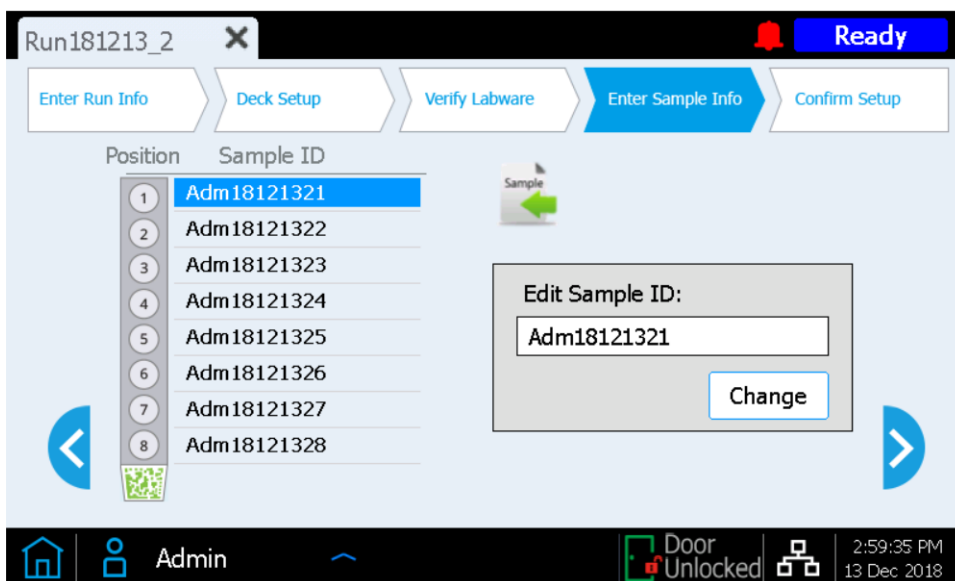 Run181213_2
Ready
Enter Run Info
Deck Setup
Verify Labware
Enter Sample Info
Confirm Setup
Position Sample ID
1 Adm18121321
2 Adm18121322
3 Adm18121323
4 Adm18121324
5 Adm18121325
6 Adm18121326
7 Adm18121327
8 Adm18121328
Sample
Edit Sample ID:
Adm18121321
Change
Admin
Door
Unlocked
2:59:35 PM
13 Dec 2018